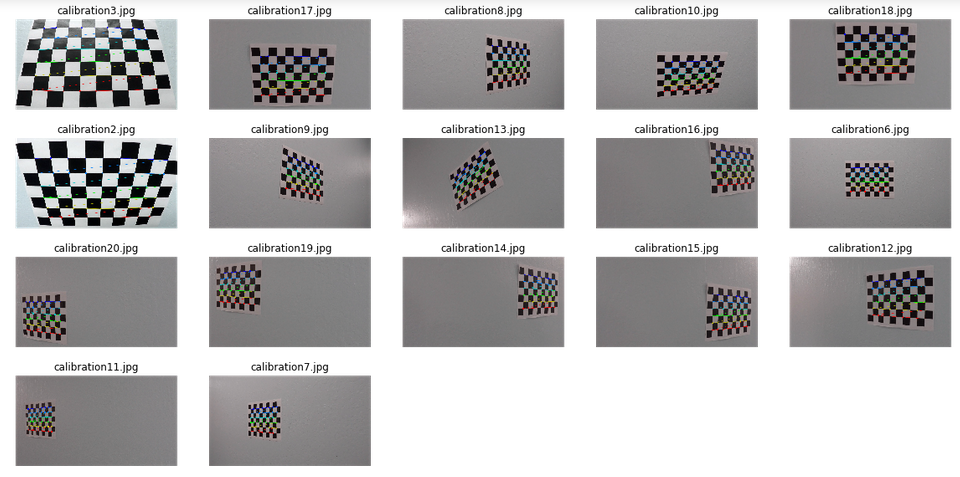 calibration3.jpg calibration17.jpg calibration8.jpg calibration10.jpg calibration18.jpg
calibration2.jpg calibration9.jpg calibration13.jpg calibration16.jpg calibration6.jpg
calibration20.jpg calibration19.jpg calibration14.jpg calibration15.jpg calibration12.jpg
calibration11.jpg calibration7.jpg